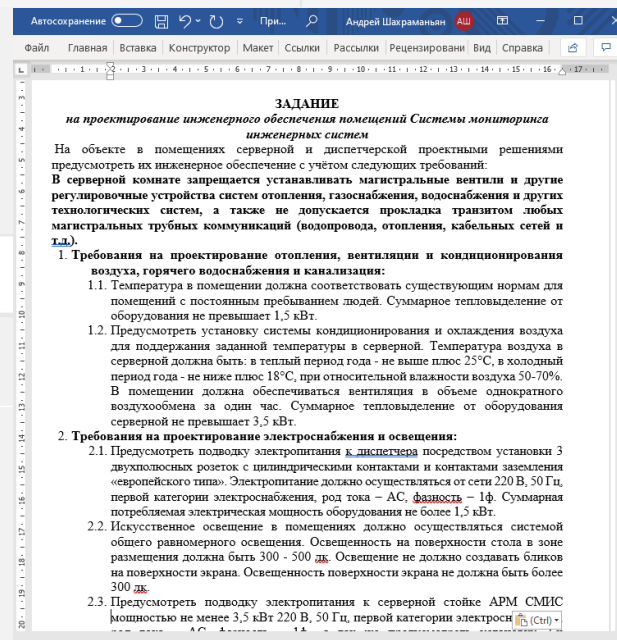 Автосохранение
При...
Андрей Шахраманьян
АШ
Файл Главная Вставка Конструктор Макет Ссылки Рассылки Рецензировани Вид Справка
ЗАДАНИЕ
на проектирование инженерного обеспечения помещений Системы мониторинга
инженерных систем
На объекте в помещениях серверной и диспетчерской проектными решениями
предусмотреть их инженерное обеспечение с учётом следующих требований:
В серверной комнате запрещается устанавливать магистральные вентили и другие
регулировочные устройства систем отопления, газоснабжения, водоснабжения и других
технологических систем, а также не допускается прокладка транзитом любых
магистральных трубных коммуникаций (водопровода, отопления, кабельных сетей и
т.д.).
1. Требования на проектирование отопления, вентиляции и кондиционирования
воздуха, горячего водоснабжения и канализация:
1.1. Температура в помещении должна соответствовать существующим нормам для
помещений с постоянным пребыванием людей. Суммарное тепловыделение от
оборудования не превышает 1,5 кВт.
1.2. Предусмотреть установку системы кондиционирования и охлаждения воздуха
для поддержания заданной температуры в серверной. Температура воздуха в
серверной должна быть: в теплый период года - не выше плюс 25°С, в холодный
период года - не ниже плюс 18°С, при относительной влажности воздуха 50-70%.
В помещении должна обеспечиваться вентиляция в объеме однократного
воздухообмена за один час. Суммарное тепловыделение от оборудования
серверной не превышает 3,5 кВт.
2. Требования на проектирование электроснабжения и освещения:
2.1. Предусмотреть подводку электропитания к диспетчера посредством установки 3
двухполюсных розеток с цилиндрическими контактами и контактами заземления
«европейского типа». Электропитание должно осуществляться от сети 220 В, 50 Гц,
первой категории электроснабжения, род тока – АС, фазность – 1ф. Суммарная
потребляемая электрическая мощность оборудования не более 1,5 кВт.
2.2. Искусственное освещение в помещениях должно осуществляться системой
общего равномерного освещения. Освещенность на поверхности стола в зоне
размещения должна быть 300 - 500 лк. Освещение не должно создавать бликов
на поверхности экрана. Освещенность поверхности экрана не должна быть более
300 лк.
2.3. Предусмотреть подводку электропитания к серверной стойке АРМ СМИС
мощностью не менее 3,5 кВт 220 В, 50 Гц, первой категории электросн
(Ctrl)